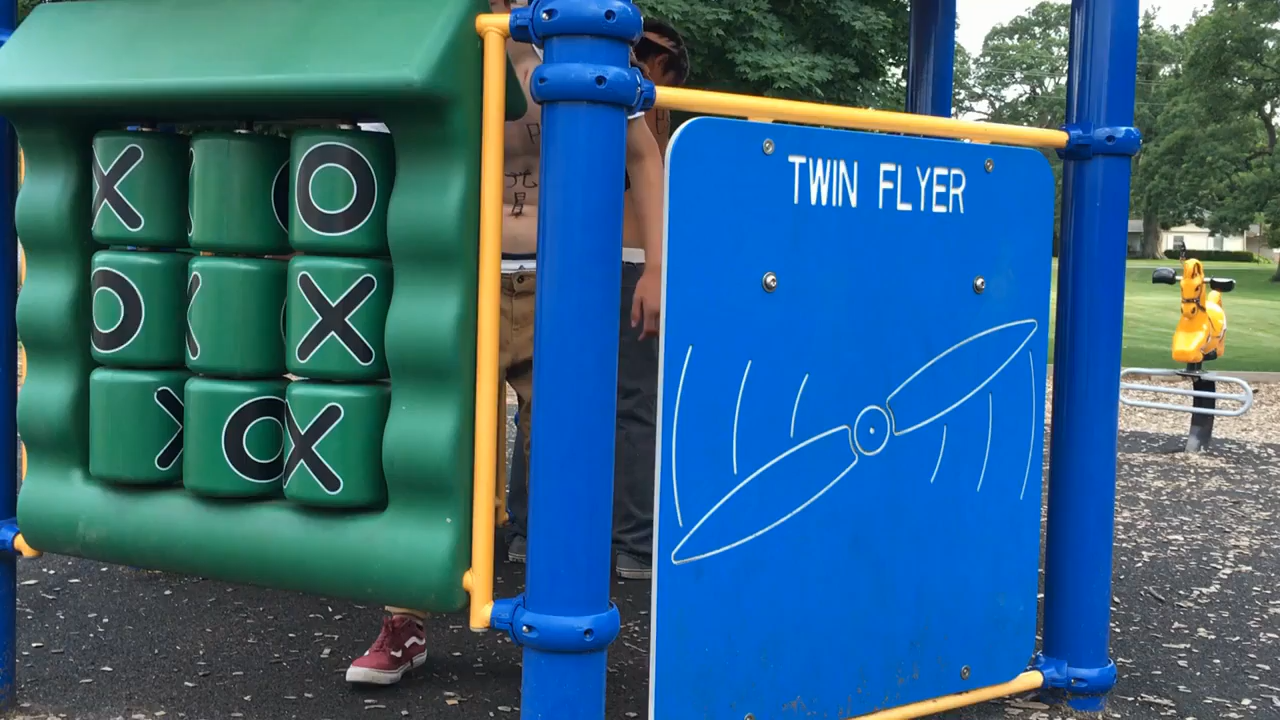 TWIN FLYER
X O
O X
X O X